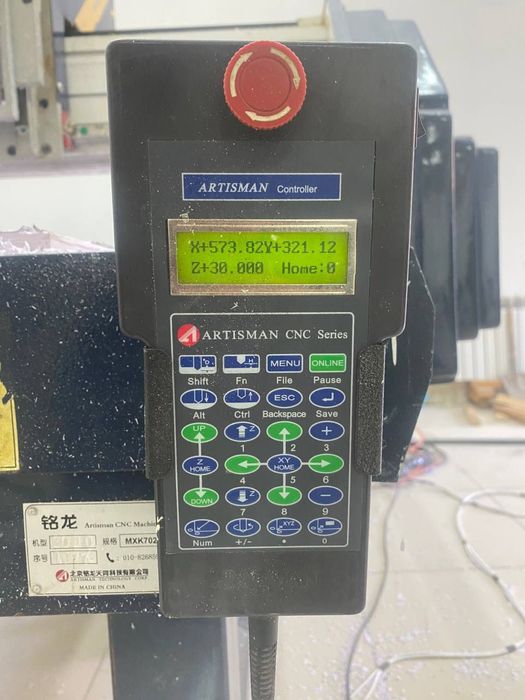 ARTISMAN Controller
X+573.82Y+321.12
Z+30.000 Home:0
ARTISMAN CNC Series
P H MENU ONLINE
Shift Fn File Pause
ESC
Alt Ctrl Backspace Save
UP Z +
1 2 3
Z HOME XY HOME
4 5 6
DOWN Z −
7 8 9
XYZ
Num +/- • 0
铭龙 Artisman CNC Machin
机型 规格 MXK702
序号 010-82685
北京铭龙天同科技有限公司
ARTISMAN TECHNOLOGY CORP.
MADE IN CHINA